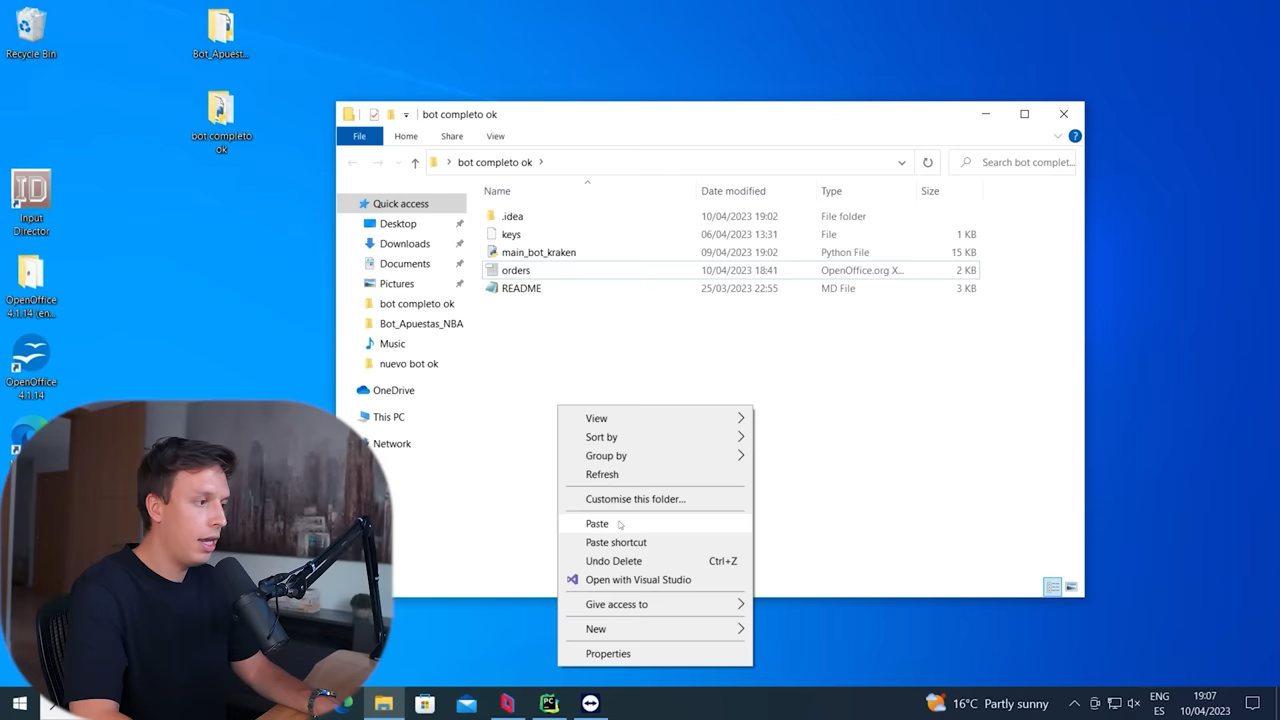 Recycle Bin
Bot_Apuest...
bot completo
ok
Input
Director
OpenOffice
4.1.14 (en...
OpenOffice
4.1.14
bot completo ok
File
Home
Share
View
bot completo ok
Search bot complet...
Name
Date modified
Type
Size
Quick access
Desktop
Downloads
Documents
Pictures
bot completo ok
Bot_Apuestas_NBA
Music
nuevo bot ok
OneDrive
This PC
Network
.idea 10/04/2023 19:02 File folder
keys 06/04/2023 13:31 File 1 KB
main_bot_kraken 09/04/2023 19:02 Python File 15 KB
orders 10/04/2023 18:41 OpenOffice.org X... 2 KB
README 25/03/2023 22:55 MD File 3 KB
View
Sort by
Group by
Refresh
Customise this folder...
Paste
Paste shortcut
Undo Delete Ctrl+Z
Open with Visual Studio
Give access to
New
Properties
16°C Partly sunny
ENG
ES
19:07
10/04/2023